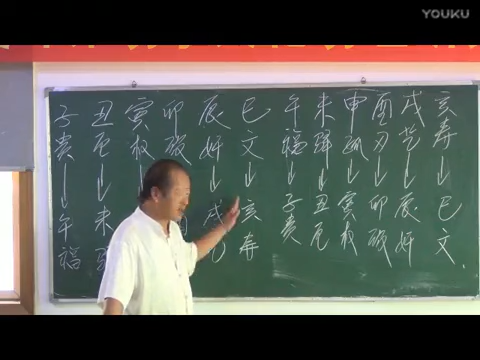 YOUKU
子贵↓午福
丑厄↓未
寅权↓
卯破
辰奸↓戌
巳文↓亥寿
午福↓子贵
未驿↓丑厄
申孤↓寅权
酉刃↓卯破
戌艺↓辰奸
亥寿↓巳文